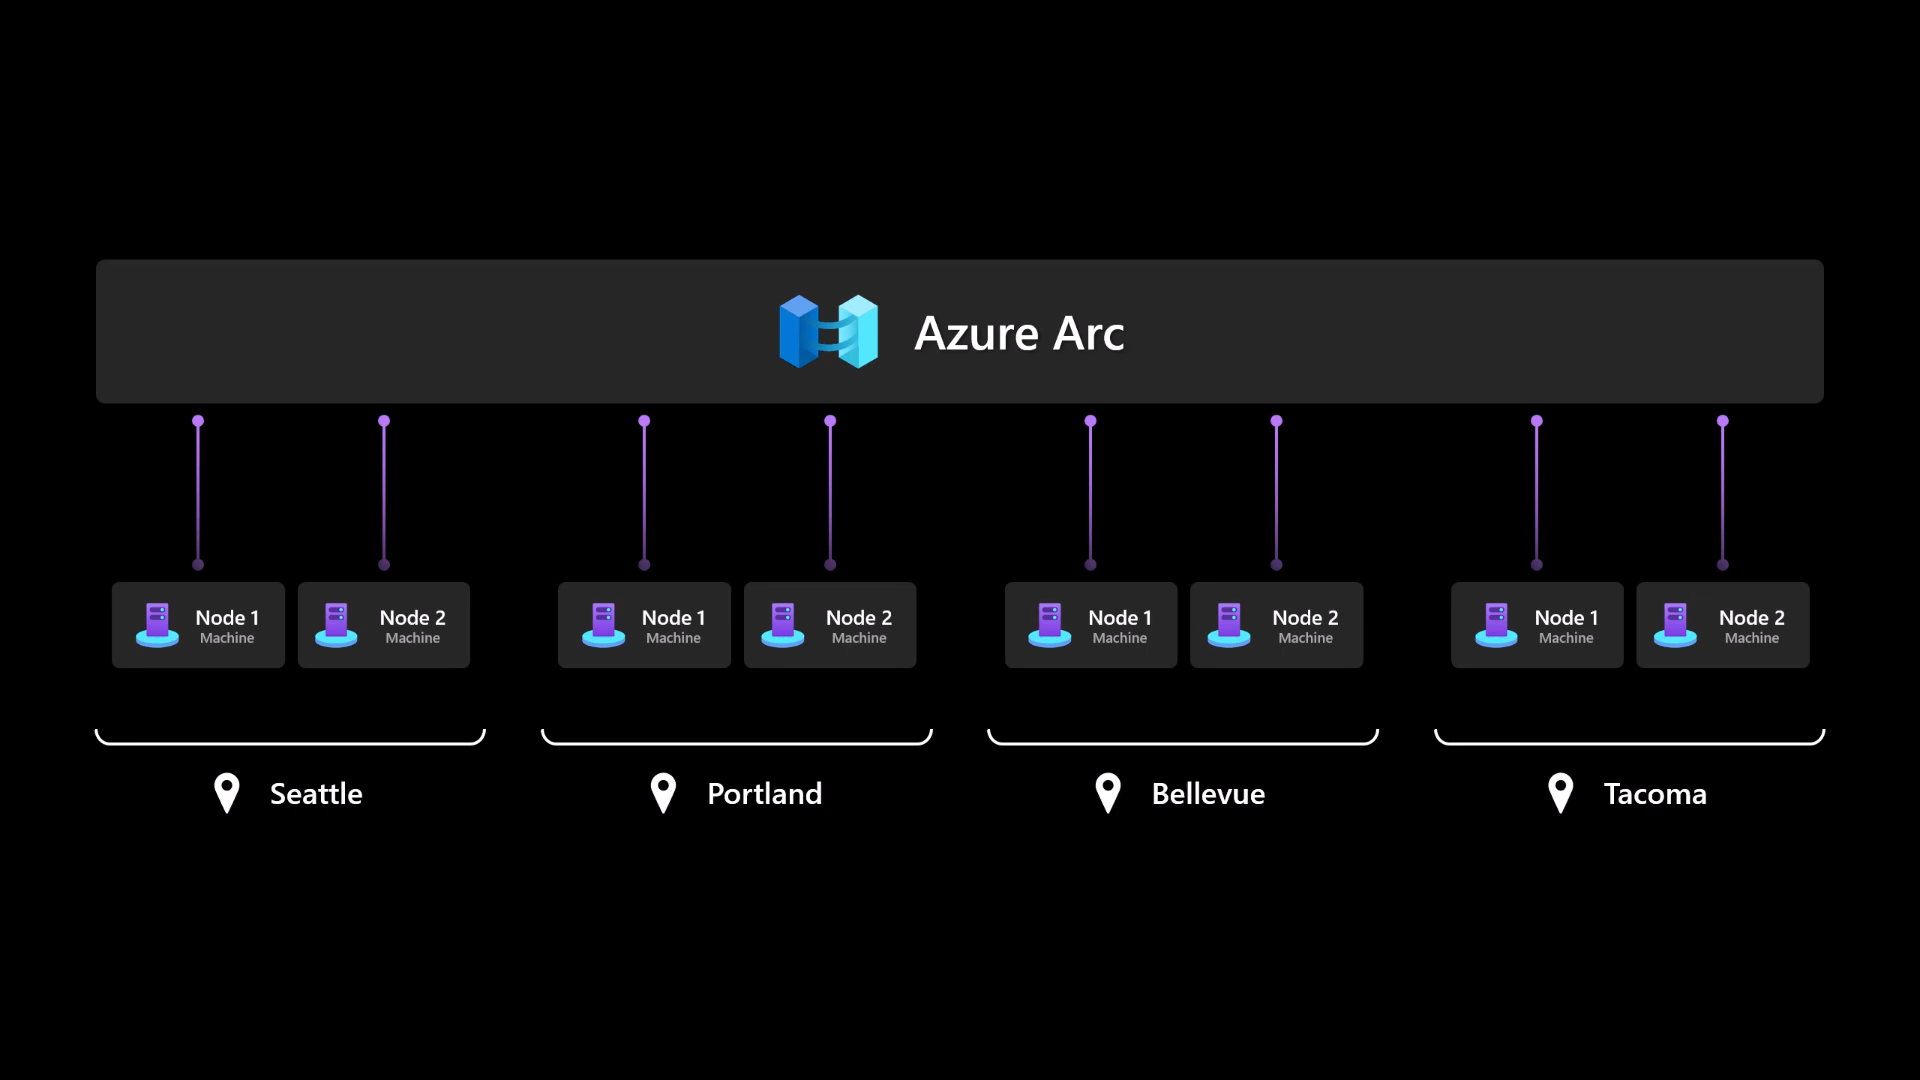 Azure Arc
Node 1
Machine
Node 2
Machine
Node 1
Machine
Node 2
Machine
Node 1
Machine
Node 2
Machine
Node 1
Machine
Node 2
Machine
Seattle
Portland
Bellevue
Tacoma